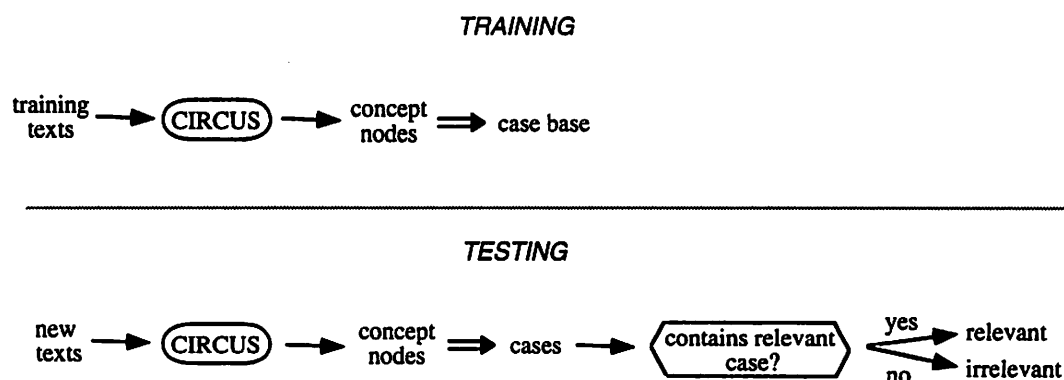 TRAINING
training
texts
CIRCUS
concept
nodes
case base
TESTING
new
texts
CIRCUS
concept
nodes
cases
contains relevant
case?
yes
no
relevant
irrelevant